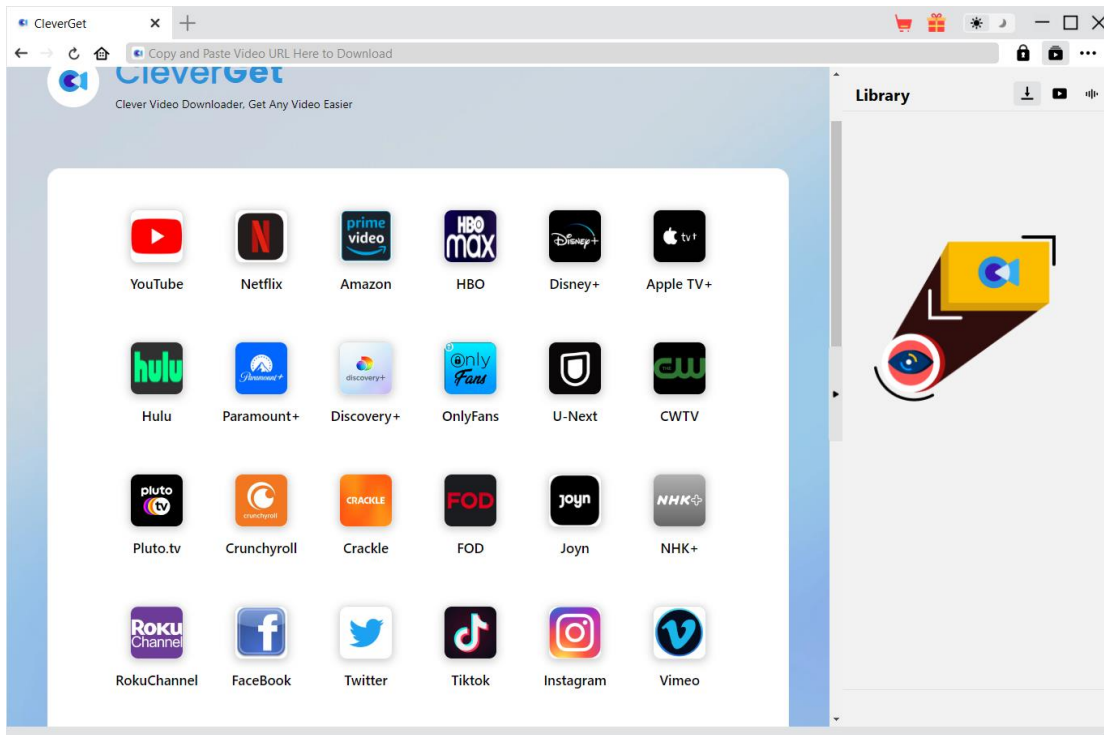 CleverGet
Copy and Paste Video URL Here to Download
CleverGet
Clever Video Downloader, Get Any Video Easier
Library
prime video
HBO max
Disney+
tv+
YouTube
Netflix
Amazon
HBO
Disney+
Apple TV+
hulu
Paramount+
discovery+
OnlyFans
THE CW
Hulu
Paramount+
Discovery+
OnlyFans
U-Next
CWTV
pluto tv
crunchyroll
CRACKLE
FOD
Joyn
NHK+
Pluto.tv
Crunchyroll
Crackle
FOD
Joyn
NHK+
Roku Channel
RokuChannel
FaceBook
Twitter
Tiktok
Instagram
Vimeo